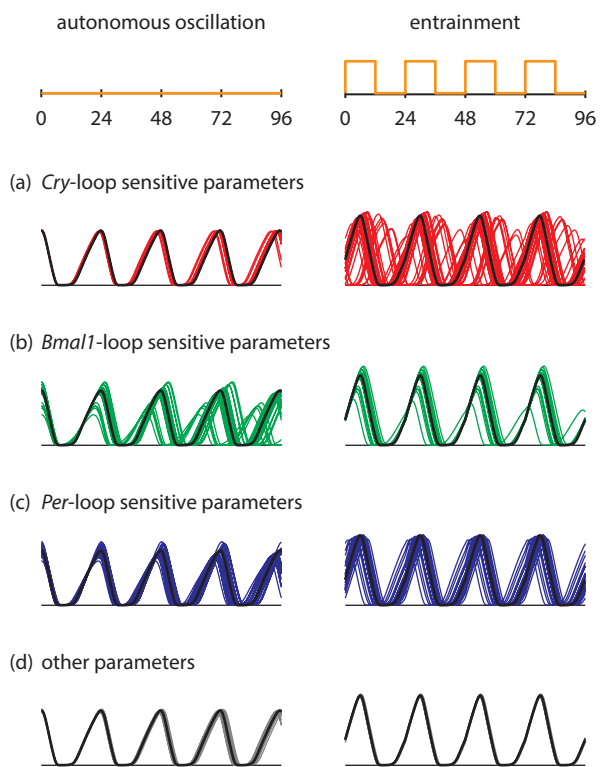 autonomous oscillation entrainment
0 24 48 72 96 0 24 48 72 96
(a) Cry-loop sensitive parameters
(b) Bmal1-loop sensitive parameters
(c) Per-loop sensitive parameters
(d) other parameters